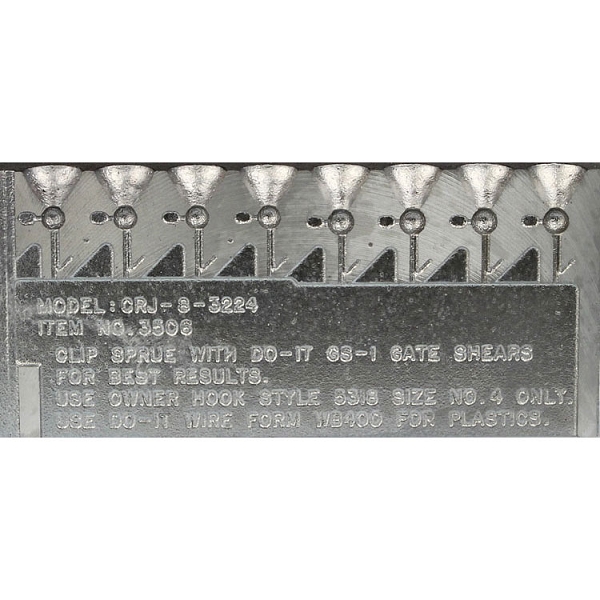 MODEL: CRJ-8-3224
ITEM NO. 3506
CLIP SPRUE WITH DO-IT GS-1 GATE SHEARS
FOR BEST RESULTS.
USE OWNER HOOK STYLE 5318 SIZE NO. 4 ONLY.
USE DO-IT WIRE FORM WB400 FOR PLASTICS.